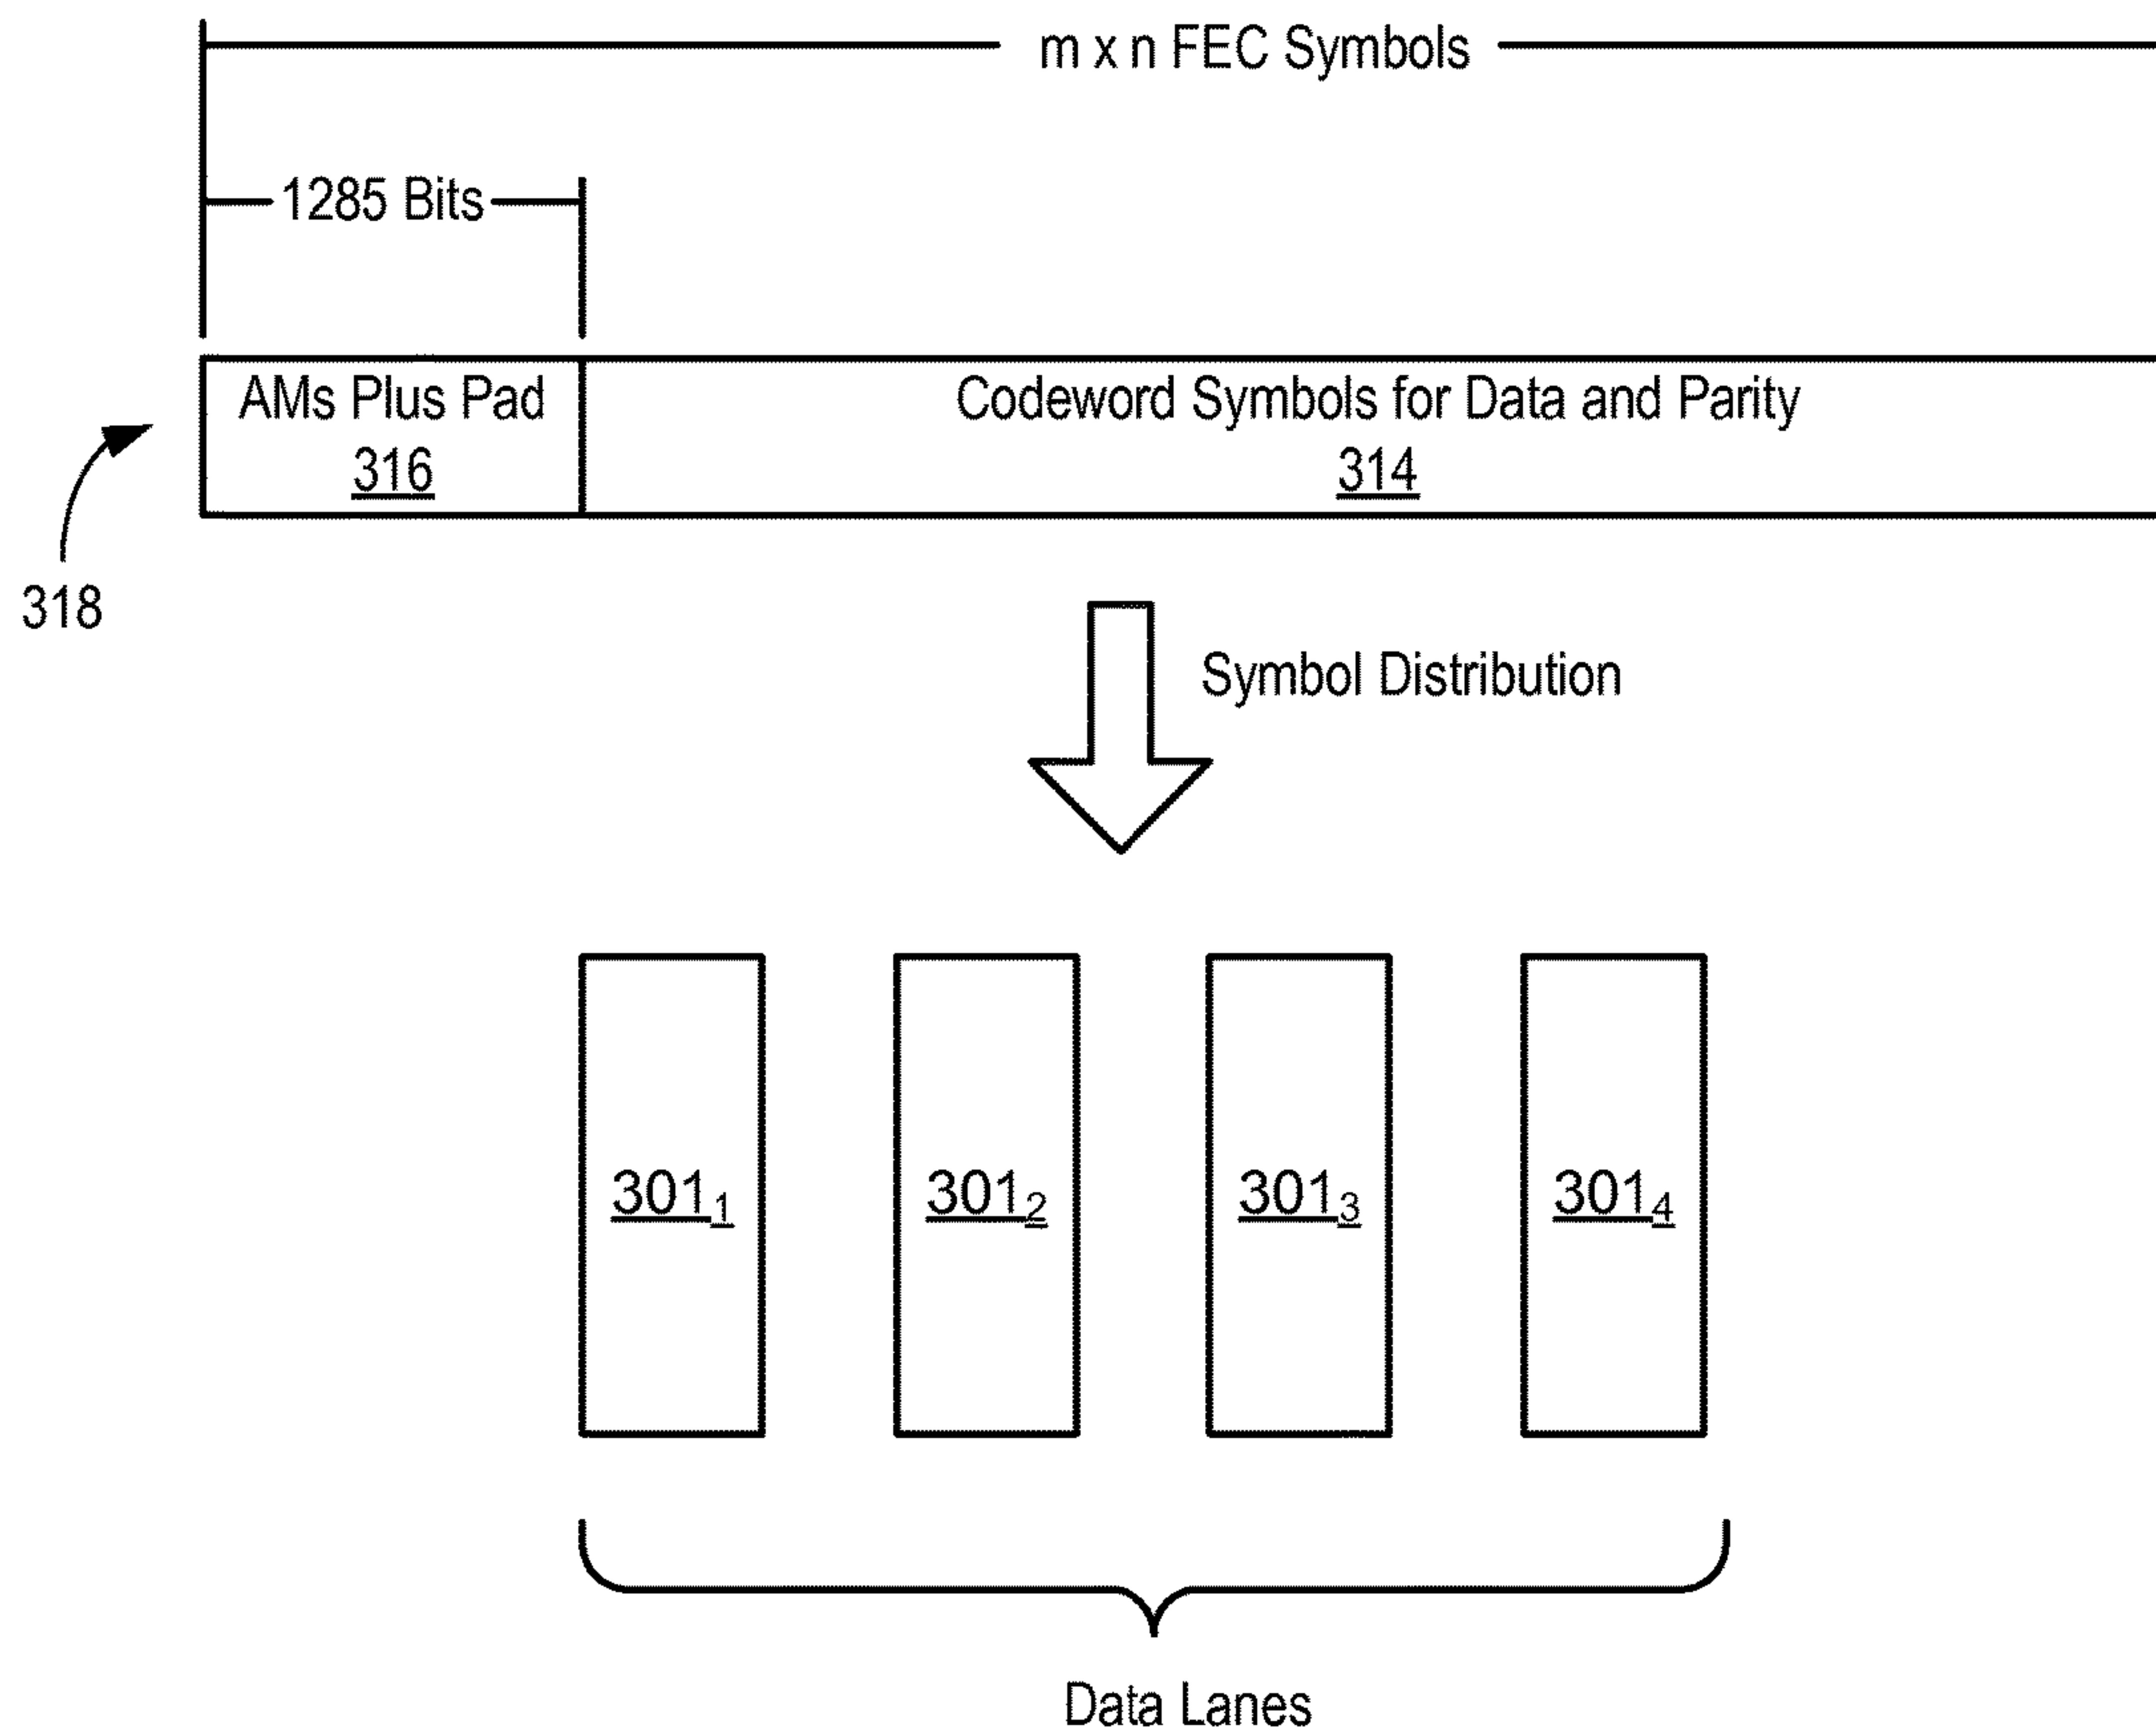 m x n FEC Symbols
1285 Bits
AMs Plus Pad
316
Codeword Symbols for Data and Parity
314
318
Symbol Distribution
301₁ 301₂ 301₃ 301₄
Data Lanes